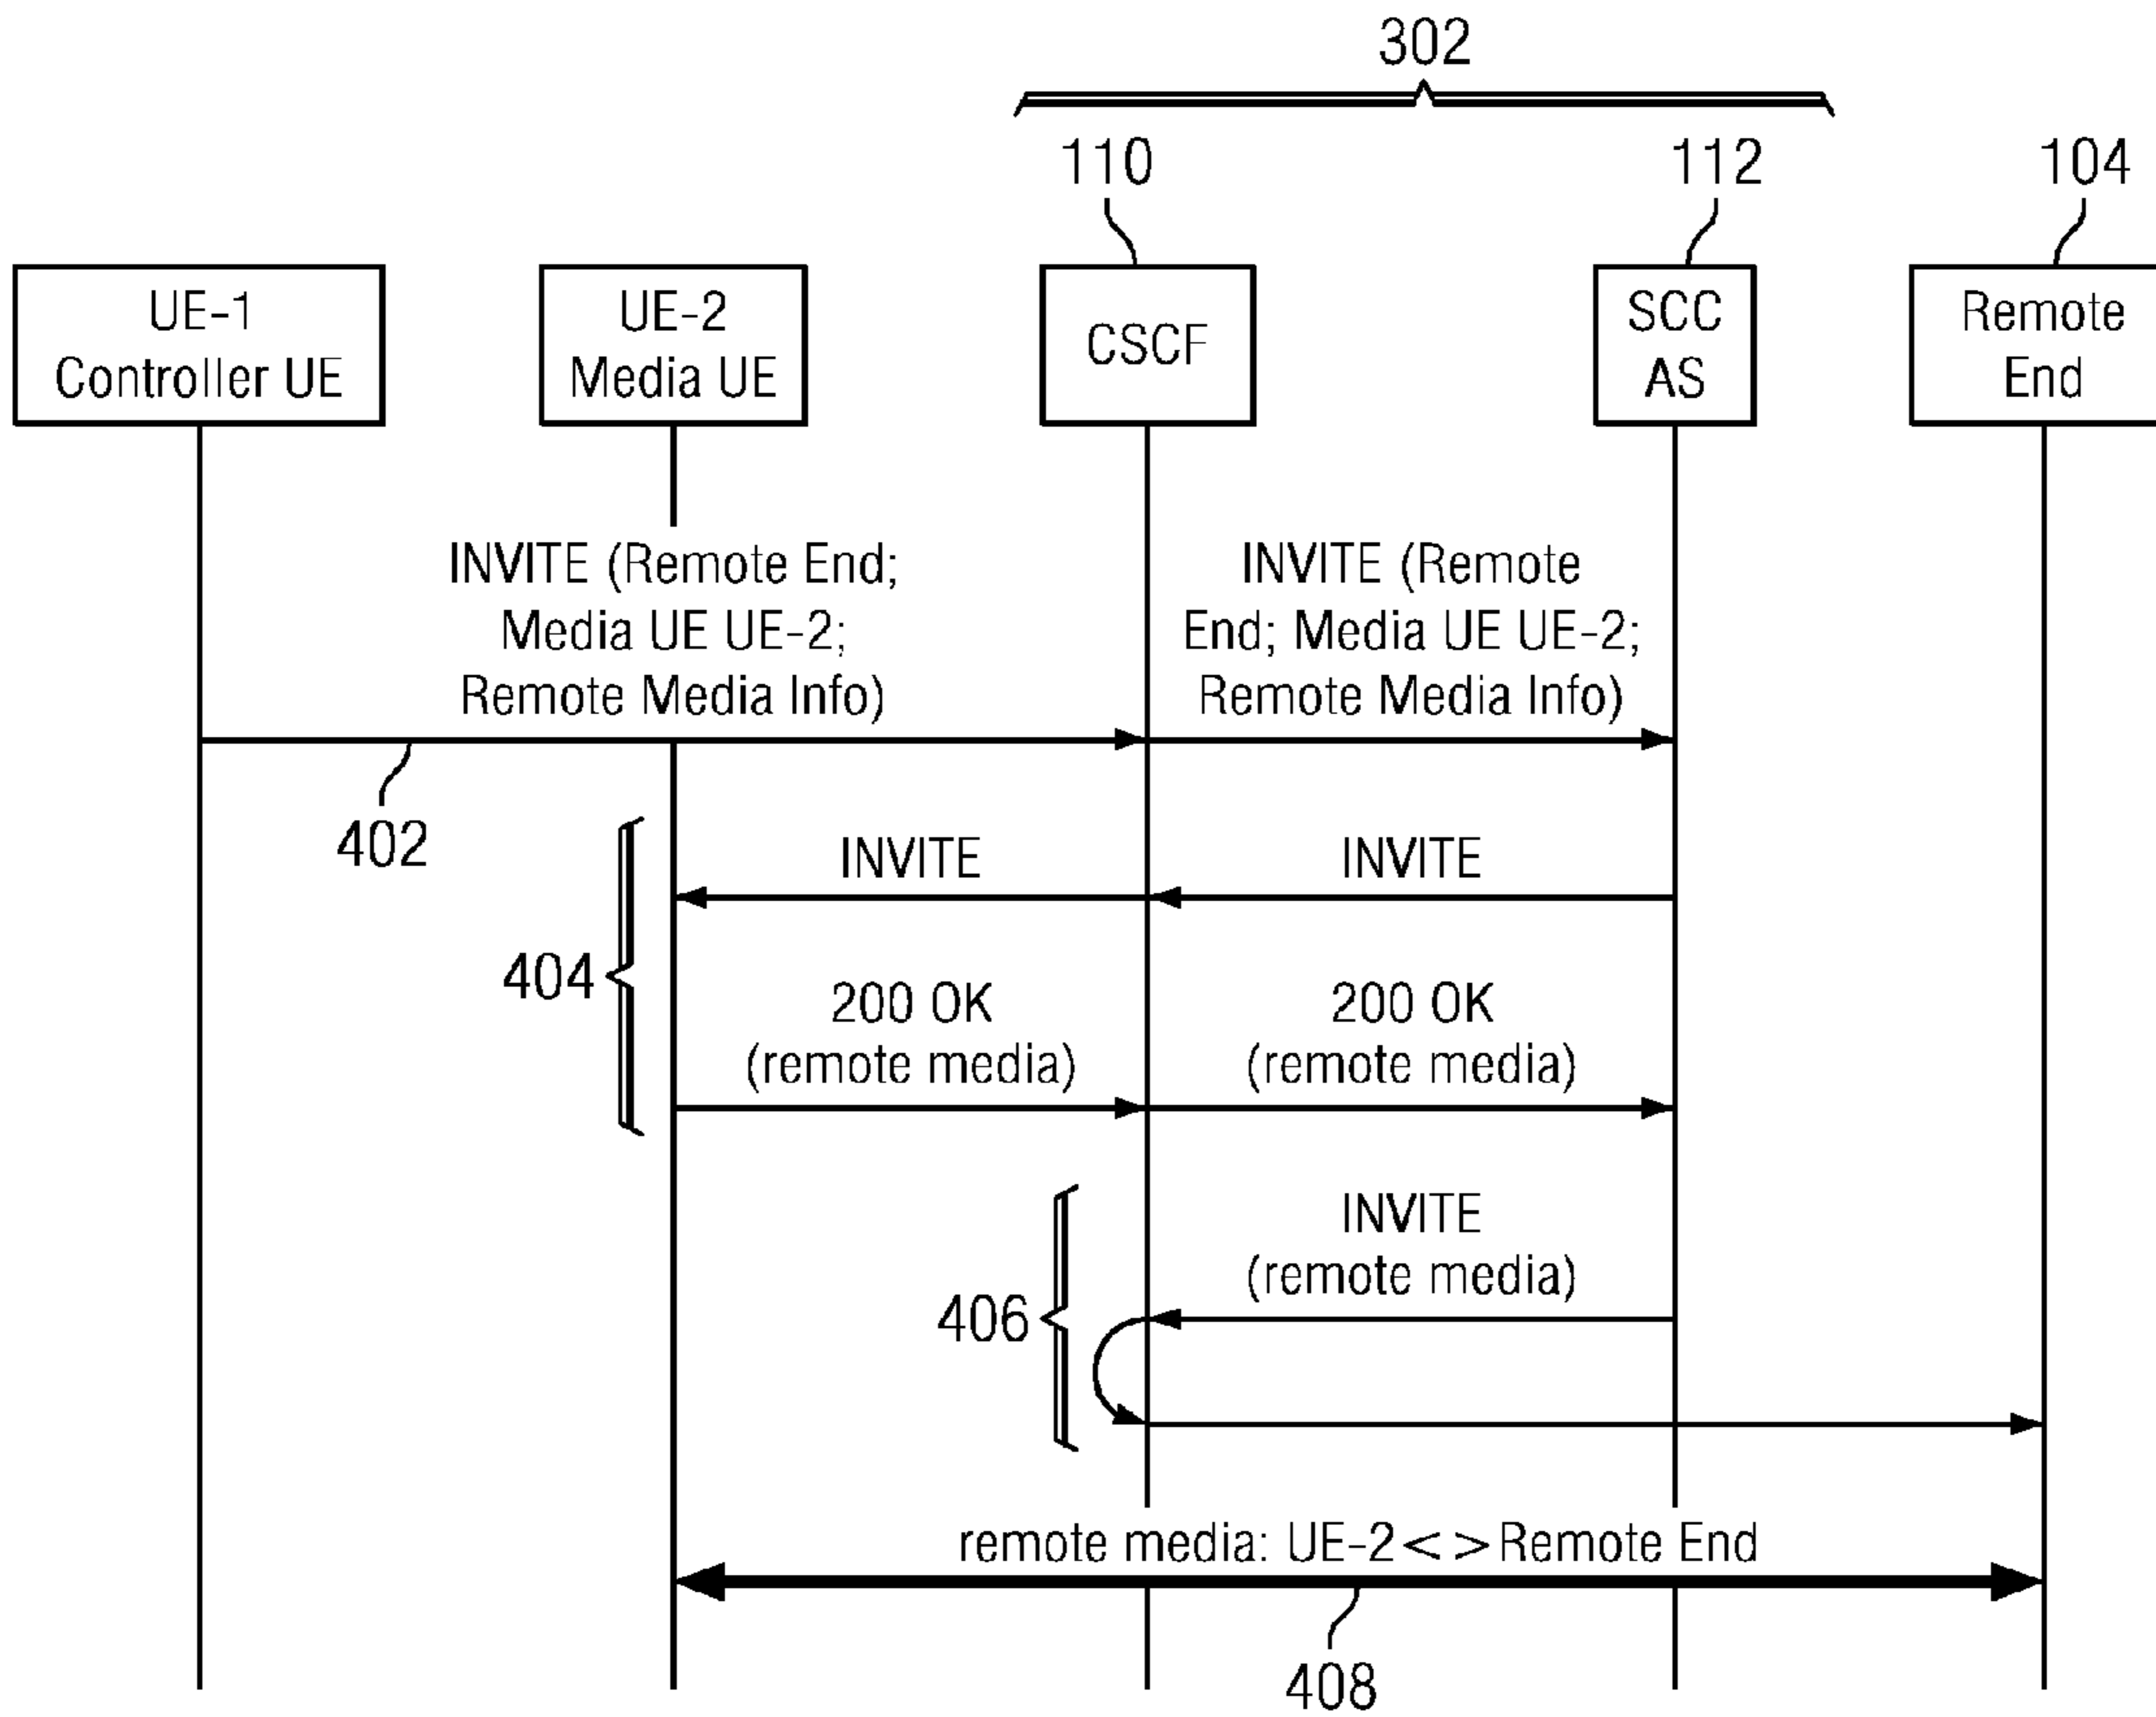 302
110
112
104
UE-1
Controller UE
UE-2
Media UE
CSCF
SCC
AS
Remote
End
INVITE (Remote End;
Media UE UE-2;
Remote Media Info)
INVITE (Remote
End; Media UE UE-2;
Remote Media Info)
402
INVITE
INVITE
404
200 OK
(remote media)
200 OK
(remote media)
INVITE
(remote media)
406
remote media: UE-2<>Remote End
408